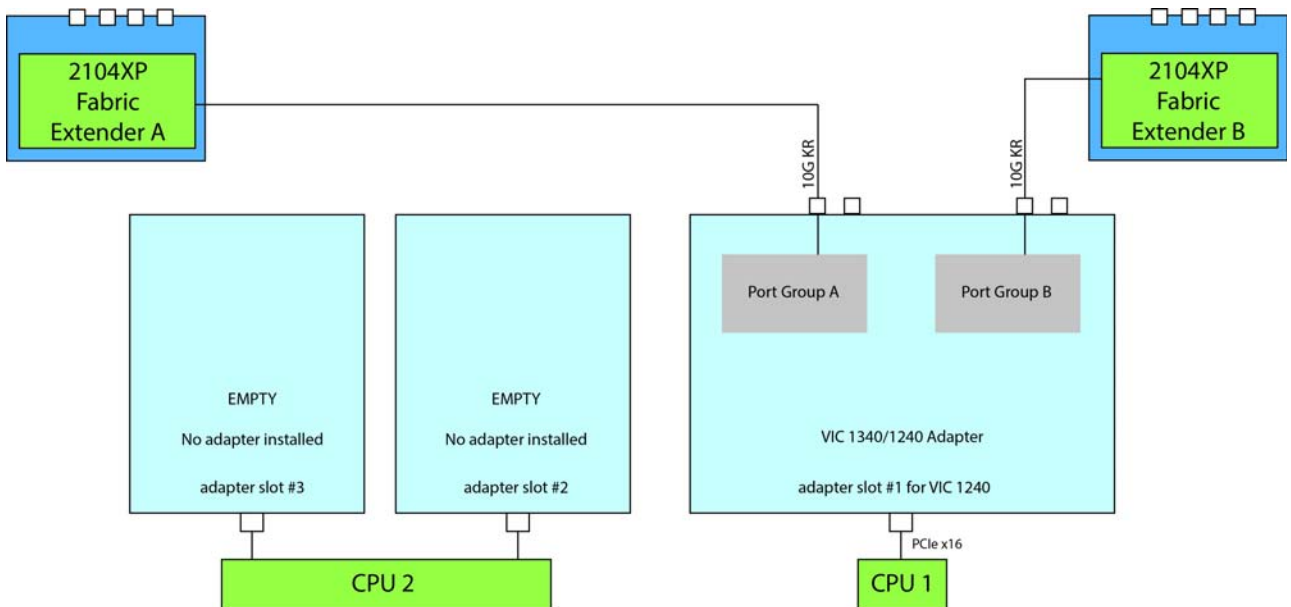 2104XP
Fabric
Extender A
2104XP
Fabric
Extender B
10G KR
10G KR
Port Group A
Port Group B
EMPTY
No adapter installed
adapter slot #3
EMPTY
No adapter installed
adapter slot #2
VIC 1340/1240 Adapter
adapter slot #1 for VIC 1240
PCIe x16
CPU 2
CPU 1